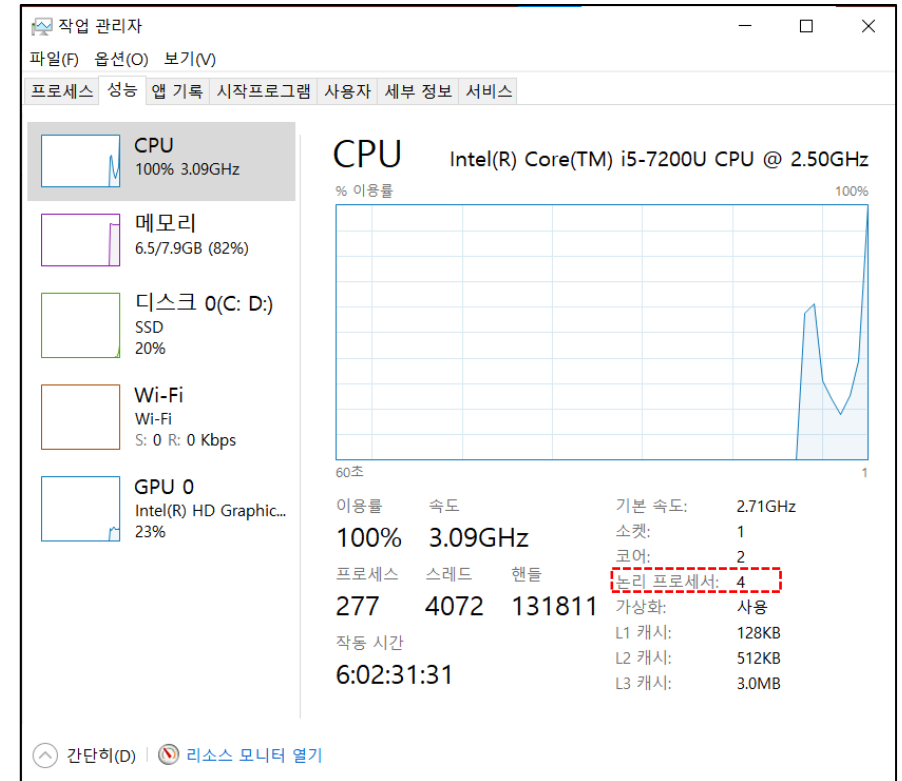 작업 관리자
파일(F) 옵션(O) 보기(V)
프로세스 성능 앱 기록 시작프로그램 사용자 세부 정보 서비스
CPU
100% 3.09GHz
메모리
6.5/7.9GB (82%)
디스크 0(C: D:)
SSD
20%
Wi-Fi
Wi-Fi
S: 0 R: 0 Kbps
GPU 0
Intel(R) HD Graphic...
23%
CPU Intel(R) Core(TM) i5-7200U CPU @ 2.50GHz
% 이용률 100%
60초 1
이용률 속도
100% 3.09GHz
프로세스 스레드 핸들
277 4072 131811
작동 시간
6:02:31:31
기본 속도: 2.71GHz
소켓: 1
코어: 2
논리 프로세서: 4
가상화: 사용
L1 캐시: 128KB
L2 캐시: 512KB
L3 캐시: 3.0MB
간단히(D) 리소스 모니터 열기